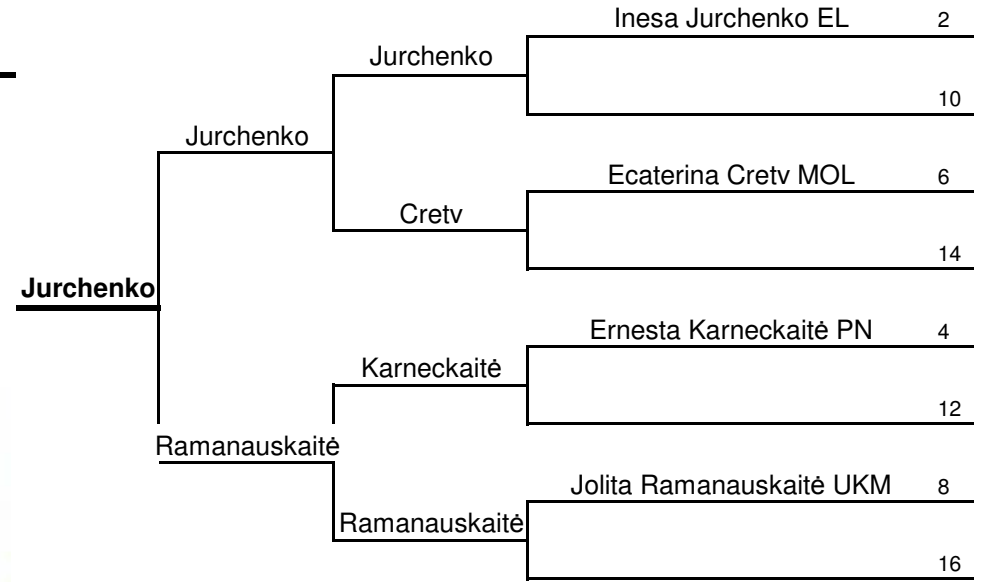 Inesa Jurchenko EL 2
Jurchenko
10
Jurchenko
Ecaterina Cretv MOL 6
Cretv
14
Jurchenko
Ernesta Karneckaitė PN 4
Karneckaitė
12
Ramanauskaitė
Jolita Ramanauskaitė UKM 8
Ramanauskaitė
16